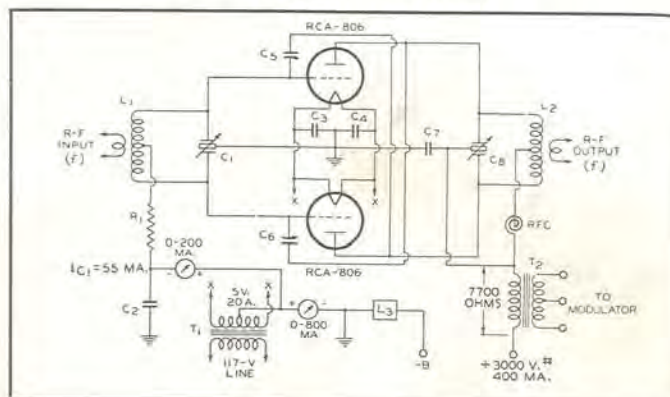 RCA-806
C5
L1
C3
C4
C7
L2
R-F
INPUT
(f)
C1
C8
R-F
OUTPUT
(f)
X
X
R1
C6
RFC
RCA-806
0-200
MA.
IC1=55 MA.
T2
X
5V.
20A.
X
7700
OHMS
C2
L3
TO
MODULATOR
T1
0-800
MA
117-V
LINE
-B
+3000 V.#
400 MA.